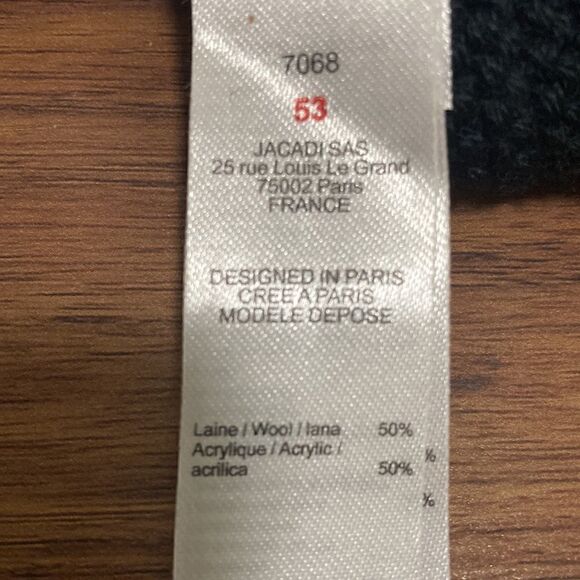 7068
53
JACADI SAS
25 rue Louis Le Grand
75002 Paris
FRANCE
DESIGNED IN PARIS
CREE A PARIS
MODELE DEPOSE
Laine / Wool / lana 50%
Acrylique / Acrylic /
acrilica 50%